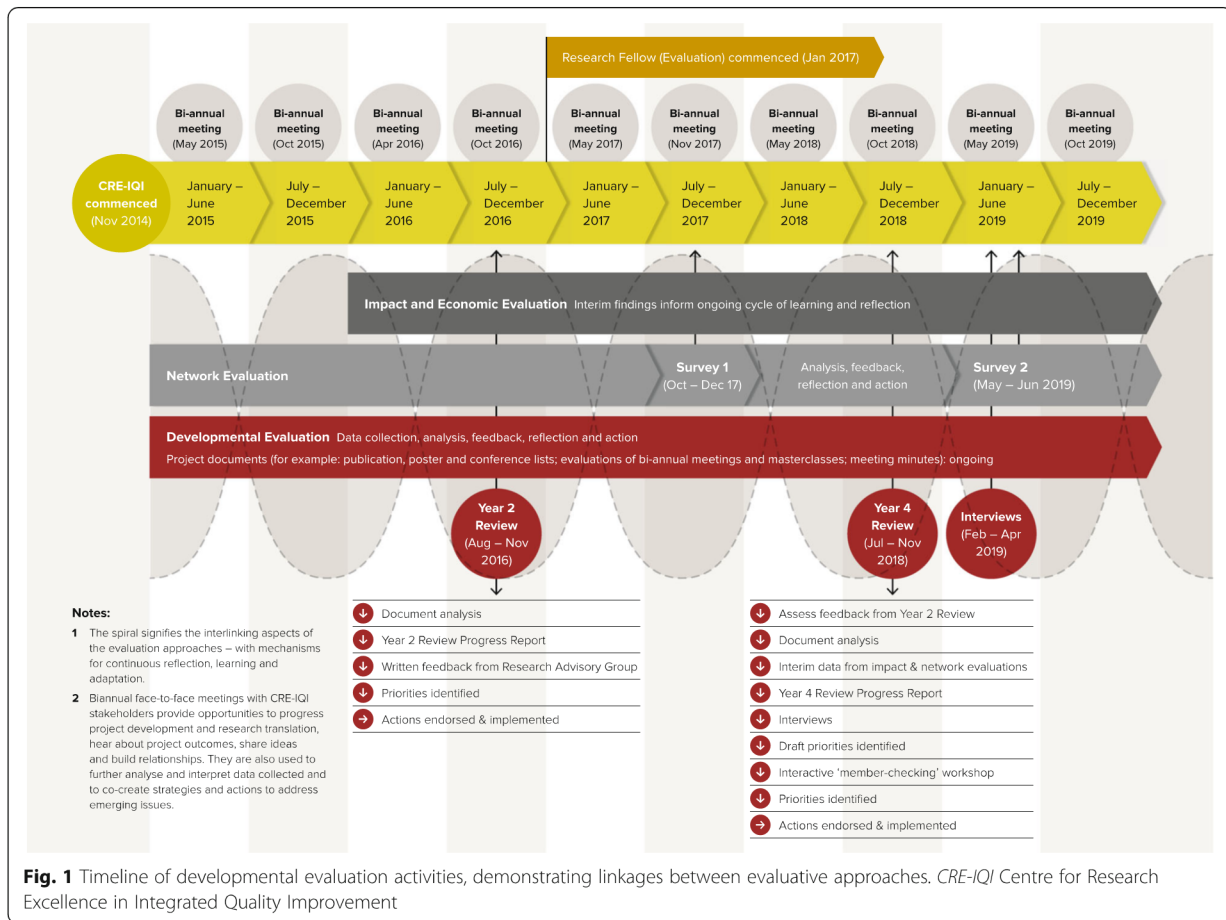 Research Fellow (Evaluation) commenced (Jan 2017)
Bi-annual
meeting
(May 2015)
Bi-annual
meeting
(Oct 2015)
Bi-annual
meeting
(Apr 2016)
Bi-annual
meeting
(Oct 2016)
Bi-annual
meeting
(May 2017)
Bi-annual
meeting
(Nov 2017)
Bi-annual
meeting
(May 2018)
Bi-annual
meeting
(Oct 2018)
Bi-annual
meeting
(May 2019)
Bi-annual
meeting
(Oct 2019)
CRE-IQI
commenced
(Nov 2014)
January –
June
2015
July –
December
2015
January –
June
2016
July –
December
2016
January –
June
2017
July –
December
2017
January –
June
2018
July –
December
2018
January –
June
2019
July –
December
2019
Impact and Economic Evaluation Interim findings inform ongoing cycle of learning and reflection
Network Evaluation
Survey 1
(Oct – Dec 17)
Analysis, feedback,
reflection and action
Survey 2
(May – Jun 2019)
Developmental Evaluation Data collection, analysis, feedback, reflection and action
Project documents (for example: publication, poster and conference lists; evaluations of bi-annual meetings and masterclasses; meeting minutes): ongoing
Year 2
Review
(Aug – Nov
2016)
Year 4
Review
(Jul – Nov
2018)
Interviews
(Feb – Apr
2019)
Notes:
1 The spiral signifies the interlinking aspects of
the evaluation approaches – with mechanisms
for continuous reflection, learning and
adaptation.
2 Biannual face-to-face meetings with CRE-IQI
stakeholders provide opportunities to progress
project development and research translation,
hear about project outcomes, share ideas
and build relationships. They are also used to
further analyse and interpret data collected and
to co-create strategies and actions to address
emerging issues.
Document analysis
Year 2 Review Progress Report
Written feedback from Research Advisory Group
Priorities identified
Actions endorsed & implemented
Assess feedback from Year 2 Review
Document analysis
Interim data from impact & network evaluations
Year 4 Review Progress Report
Interviews
Draft priorities identified
Interactive ‘member-checking’ workshop
Priorities identified
Actions endorsed & implemented
Fig. 1 Timeline of developmental evaluation activities, demonstrating linkages between evaluative approaches. CRE-IQI Centre for Research
Excellence in Integrated Quality Improvement